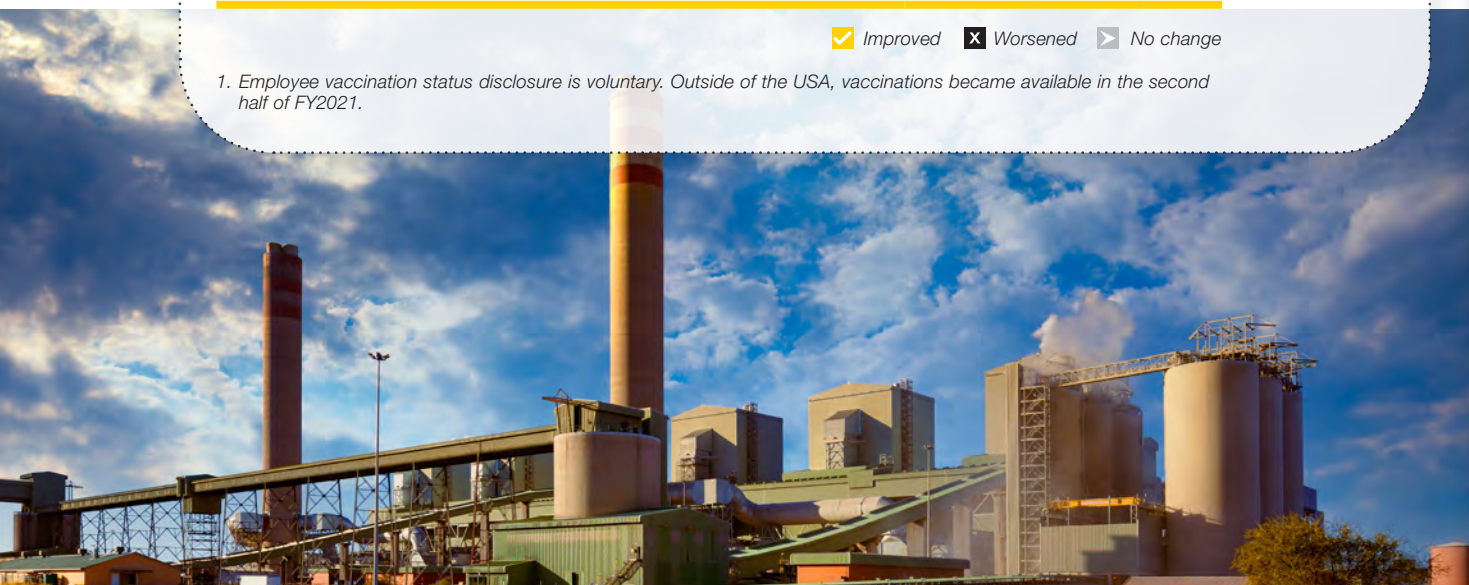 Improved X Worsened No change
1. Employee vaccination status disclosure is voluntary. Outside of the USA, vaccinations became available in the second
half of FY2021.